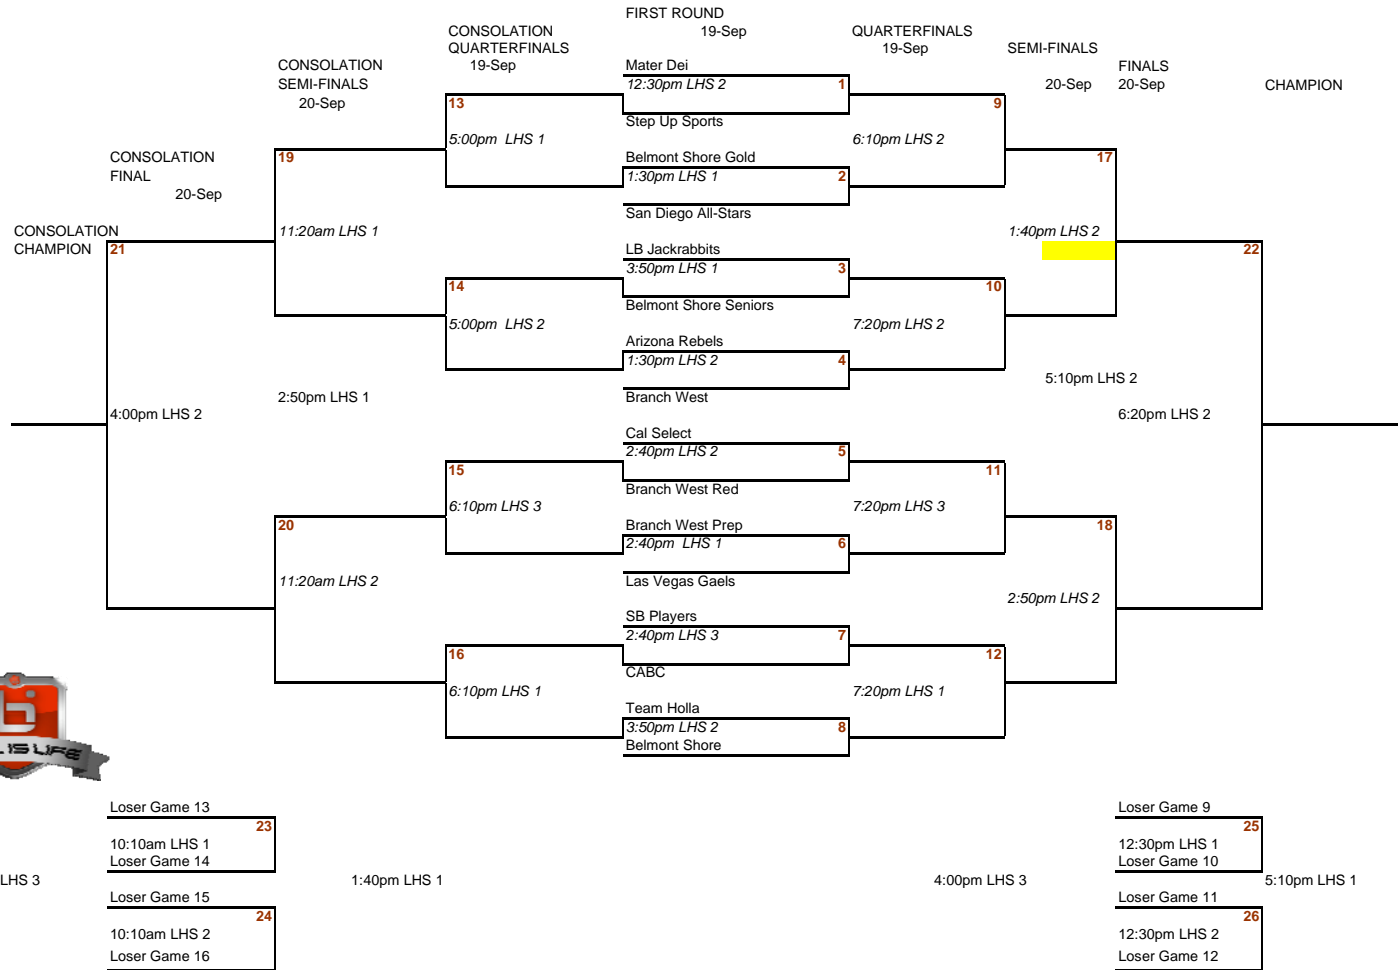 FIRST ROUND
19-Sep
CONSOLATION
QUARTERFINALS
19-Sep
QUARTERFINALS
19-Sep
SEMI-FINALS
20-Sep
CONSOLATION
SEMI-FINALS
20-Sep
FINALS
20-Sep
CHAMPION
CONSOLATION
FINAL
20-Sep
CONSOLATION
CHAMPION
Mater Dei
12:30pm LHS 2 1
Step Up Sports
Belmont Shore Gold
1:30pm LHS 1 2
San Diego All-Stars
LB Jackrabbits
3:50pm LHS 1 3
Belmont Shore Seniors
Arizona Rebels
1:30pm LHS 2 4
Branch West
Cal Select
2:40pm LHS 2 5
Branch West Red
Branch West Prep
2:40pm LHS 1 6
Las Vegas Gaels
SB Players
2:40pm LHS 3 7
CABC
Team Holla
3:50pm LHS 2 8
Belmont Shore
13
5:00pm LHS 1
14
5:00pm LHS 2
15
6:10pm LHS 3
16
6:10pm LHS 1
19
11:20am LHS 1
2:50pm LHS 1
20
11:20am LHS 2
21
4:00pm LHS 2
9
6:10pm LHS 2
10
7:20pm LHS 2
11
7:20pm LHS 3
12
7:20pm LHS 1
17
1:40pm LHS 2
5:10pm LHS 2
18
2:50pm LHS 2
22
6:20pm LHS 2
IS LIFE
Loser Game 13
23
10:10am LHS 1
Loser Game 14
LHS 3
1:40pm LHS 1
Loser Game 15
24
10:10am LHS 2
Loser Game 16
Loser Game 9
25
12:30pm LHS 1
Loser Game 10
4:00pm LHS 3
5:10pm LHS 1
Loser Game 11
26
12:30pm LHS 2
Loser Game 12